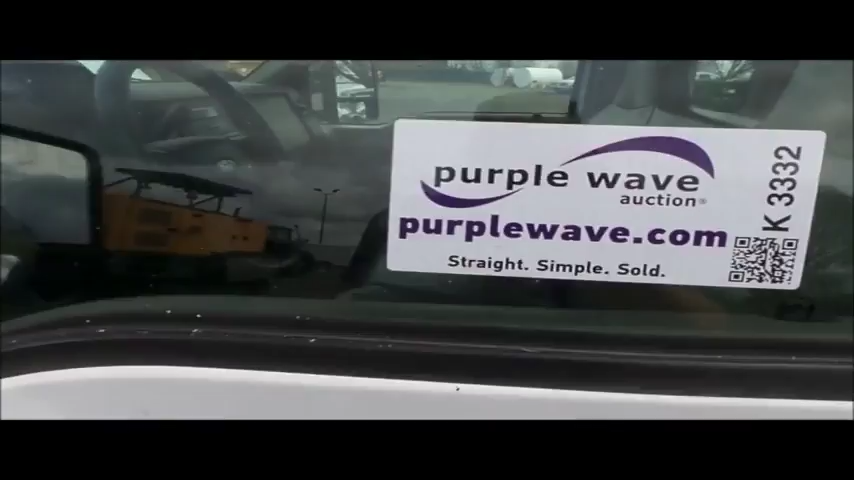 purple wave
auction®
purplewave.com
Straight. Simple. Sold.
K 3332